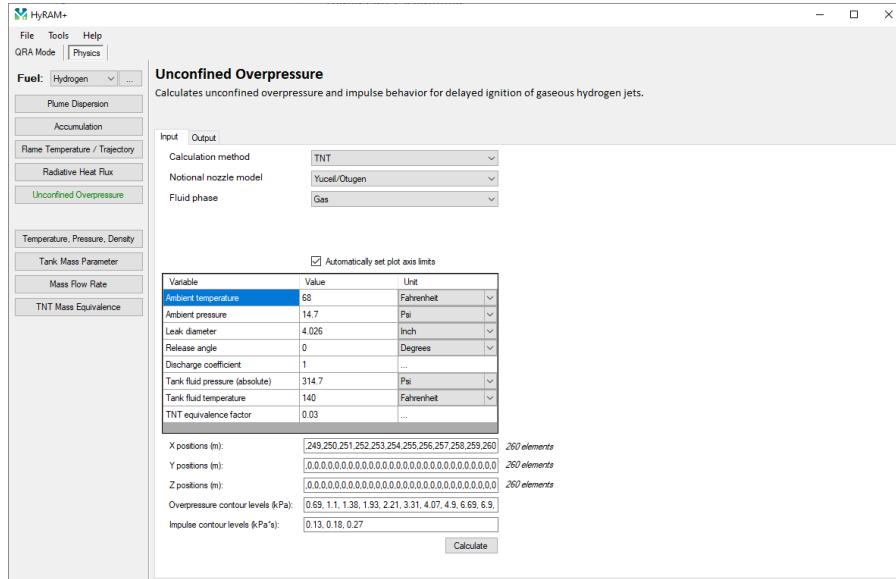 HyRAM+
File Tools Help
QRA Mode Physics
Fuel: Hydrogen ...
Plume Dispersion
Accumulation
Flame Temperature / Trajectory
Radiative Heat Flux
Unconfined Overpressure
Temperature, Pressure, Density
Tank Mass Parameter
Mass Flow Rate
TNT Mass Equivalence
Unconfined Overpressure
Calculates unconfined overpressure and impulse behavior for delayed ignition of gaseous hydrogen jets.
Input Output
Calculation method TNT
Notional nozzle model Yuceil/Otugen
Fluid phase Gas
Automatically set plot axis limits
Variable Value Unit
Ambient temperature 68 Fahrenheit
Ambient pressure 14.7 Psi
Leak diameter 4.026 Inch
Release angle 0 Degrees
Discharge coefficient 1 ...
Tank fluid pressure (absolute) 314.7 Psi
Tank fluid temperature 140 Fahrenheit
TNT equivalence factor 0.03 ...
X positions (m): ,249,250,251,252,253,254,255,256,257,258,259,260 260 elements
Y positions (m): ,0,0,0,0,0,0,0,0,0,0,0,0,0,0,0,0,0,0,0,0,0,0,0,0,0,0,0,0 260 elements
Z positions (m): ,0,0,0,0,0,0,0,0,0,0,0,0,0,0,0,0,0,0,0,0,0,0,0,0,0,0,0,0 260 elements
Overpressure contour levels (kPa): 0.69, 1.1, 1.38, 1.93, 2.21, 3.31, 4.07, 4.9, 6.69, 6.9,
Impulse contour levels (kPa*s): 0.13, 0.18, 0.27
Calculate